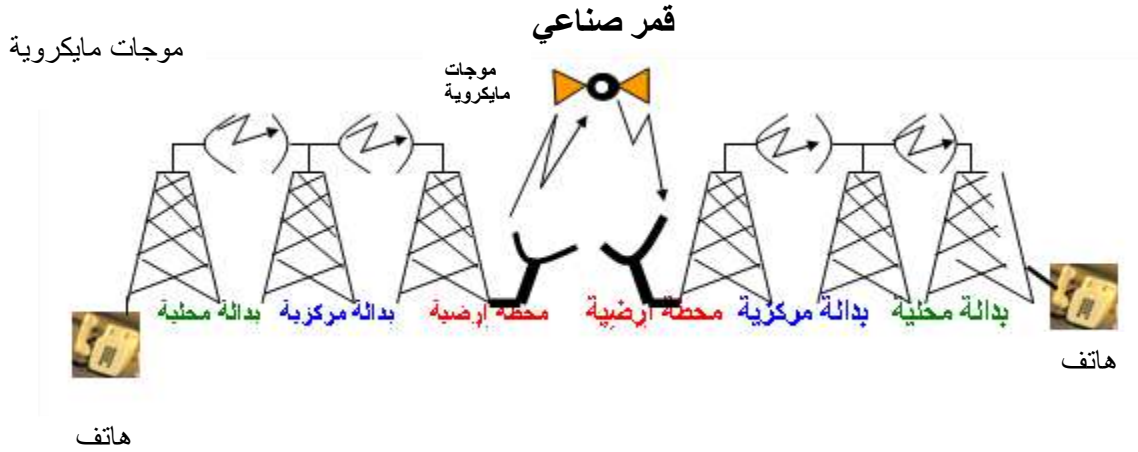 قمر صناعي
موجات مايكروية
موجات
مايكروية
بدالة محلية
بدالة مركزية
محطة ارضية
محطة ارضية
بدالة مركزية
بدالة محلية
هاتف
هاتف